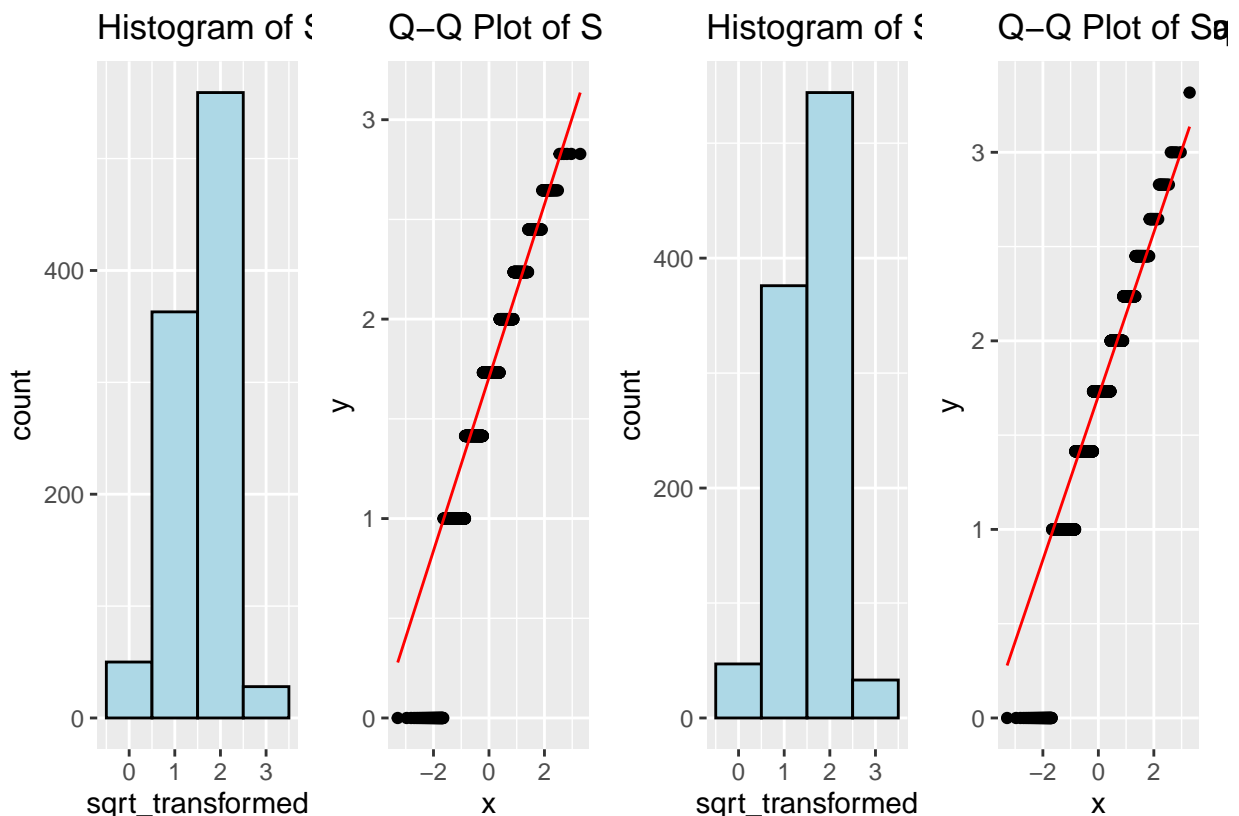 Histogram of S
Q−Q Plot of S
Histogram of S
Q−Q Plot of Sq
400
200
0
count
0 1 2 3
sqrt_transformed
3
2
1
0
y
−2 0 2
x
400
200
0
count
0 1 2 3
sqrt_transformed
3
2
1
0
y
−2 0 2
x